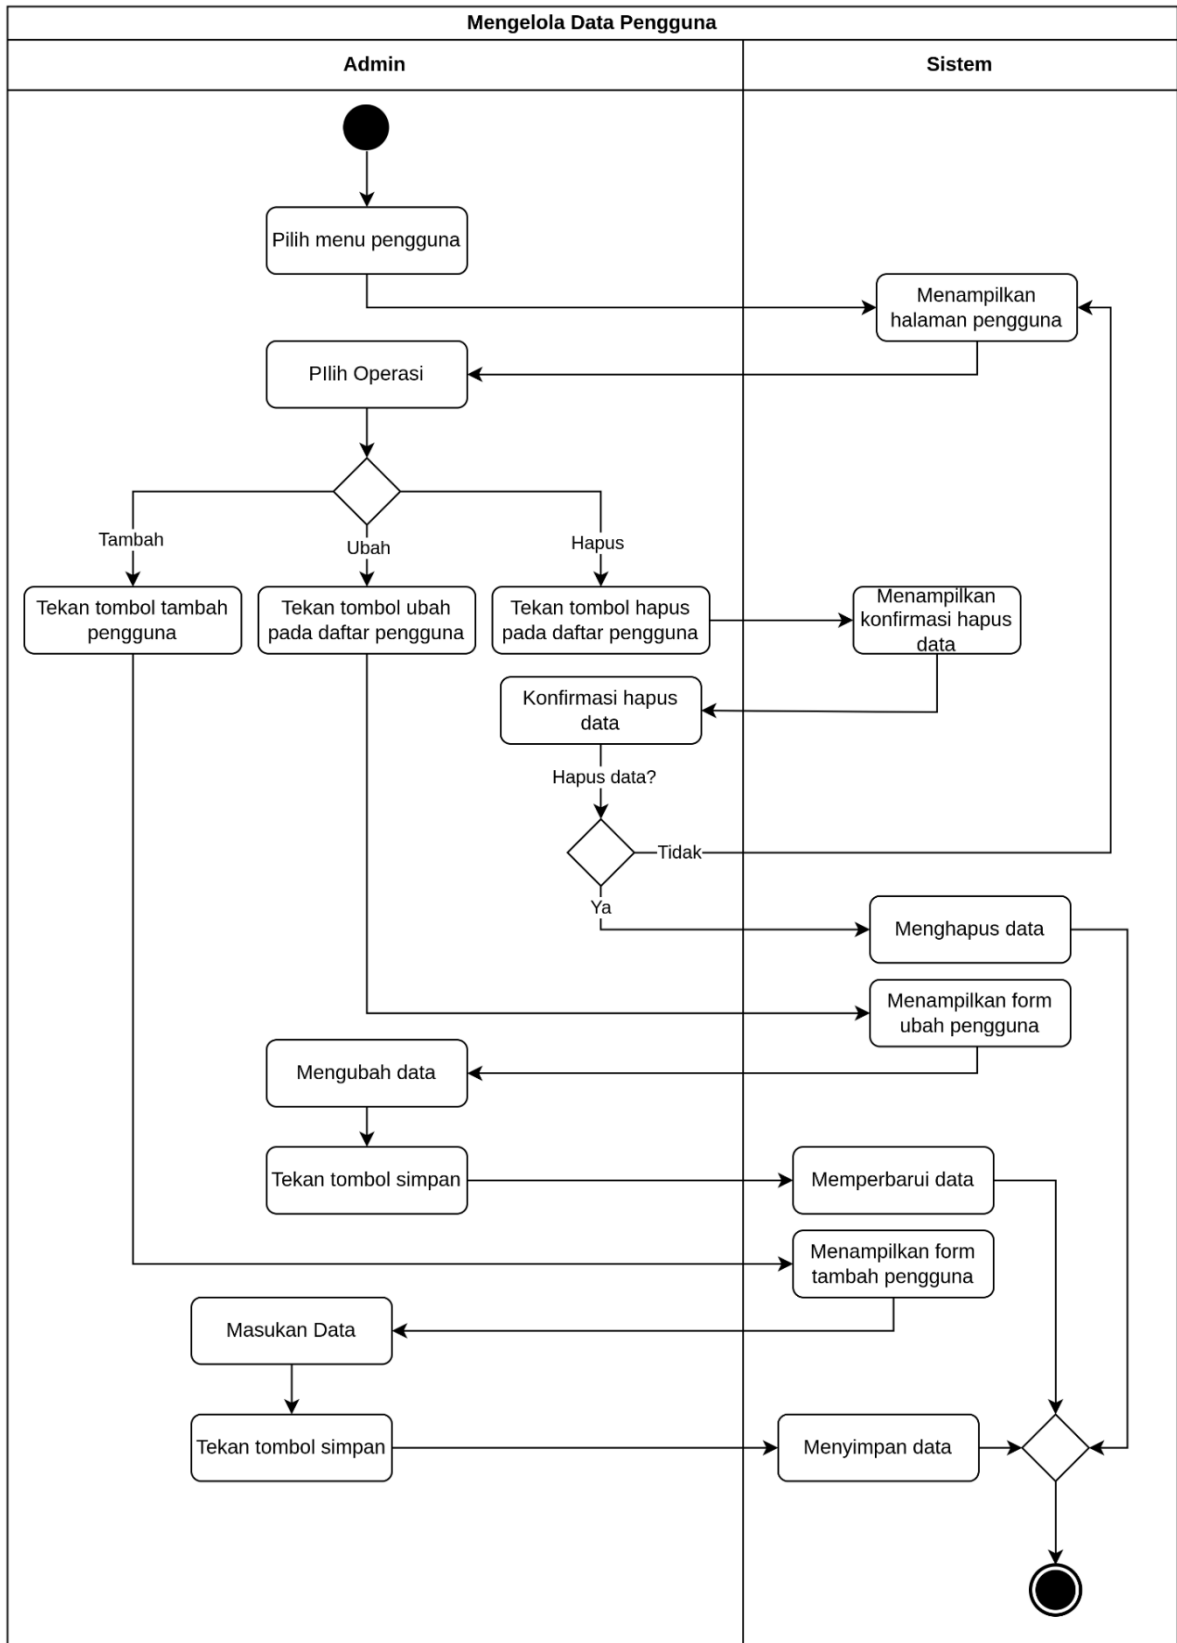 Mengelola Data Pengguna
Admin
Sistem
Pilih menu pengguna
Menampilkan
halaman pengguna
PIlih Operasi
Tambah
Ubah
Hapus
Tekan tombol tambah
pengguna
Tekan tombol ubah
pada daftar pengguna
Tekan tombol hapus
pada daftar pengguna
Menampilkan
konfirmasi hapus
data
Konfirmasi hapus
data
Hapus data?
Tidak
Ya
Menghapus data
Menampilkan form
ubah pengguna
Mengubah data
Tekan tombol simpan
Memperbarui data
Menampilkan form
tambah pengguna
Masukan Data
Tekan tombol simpan
Menyimpan data